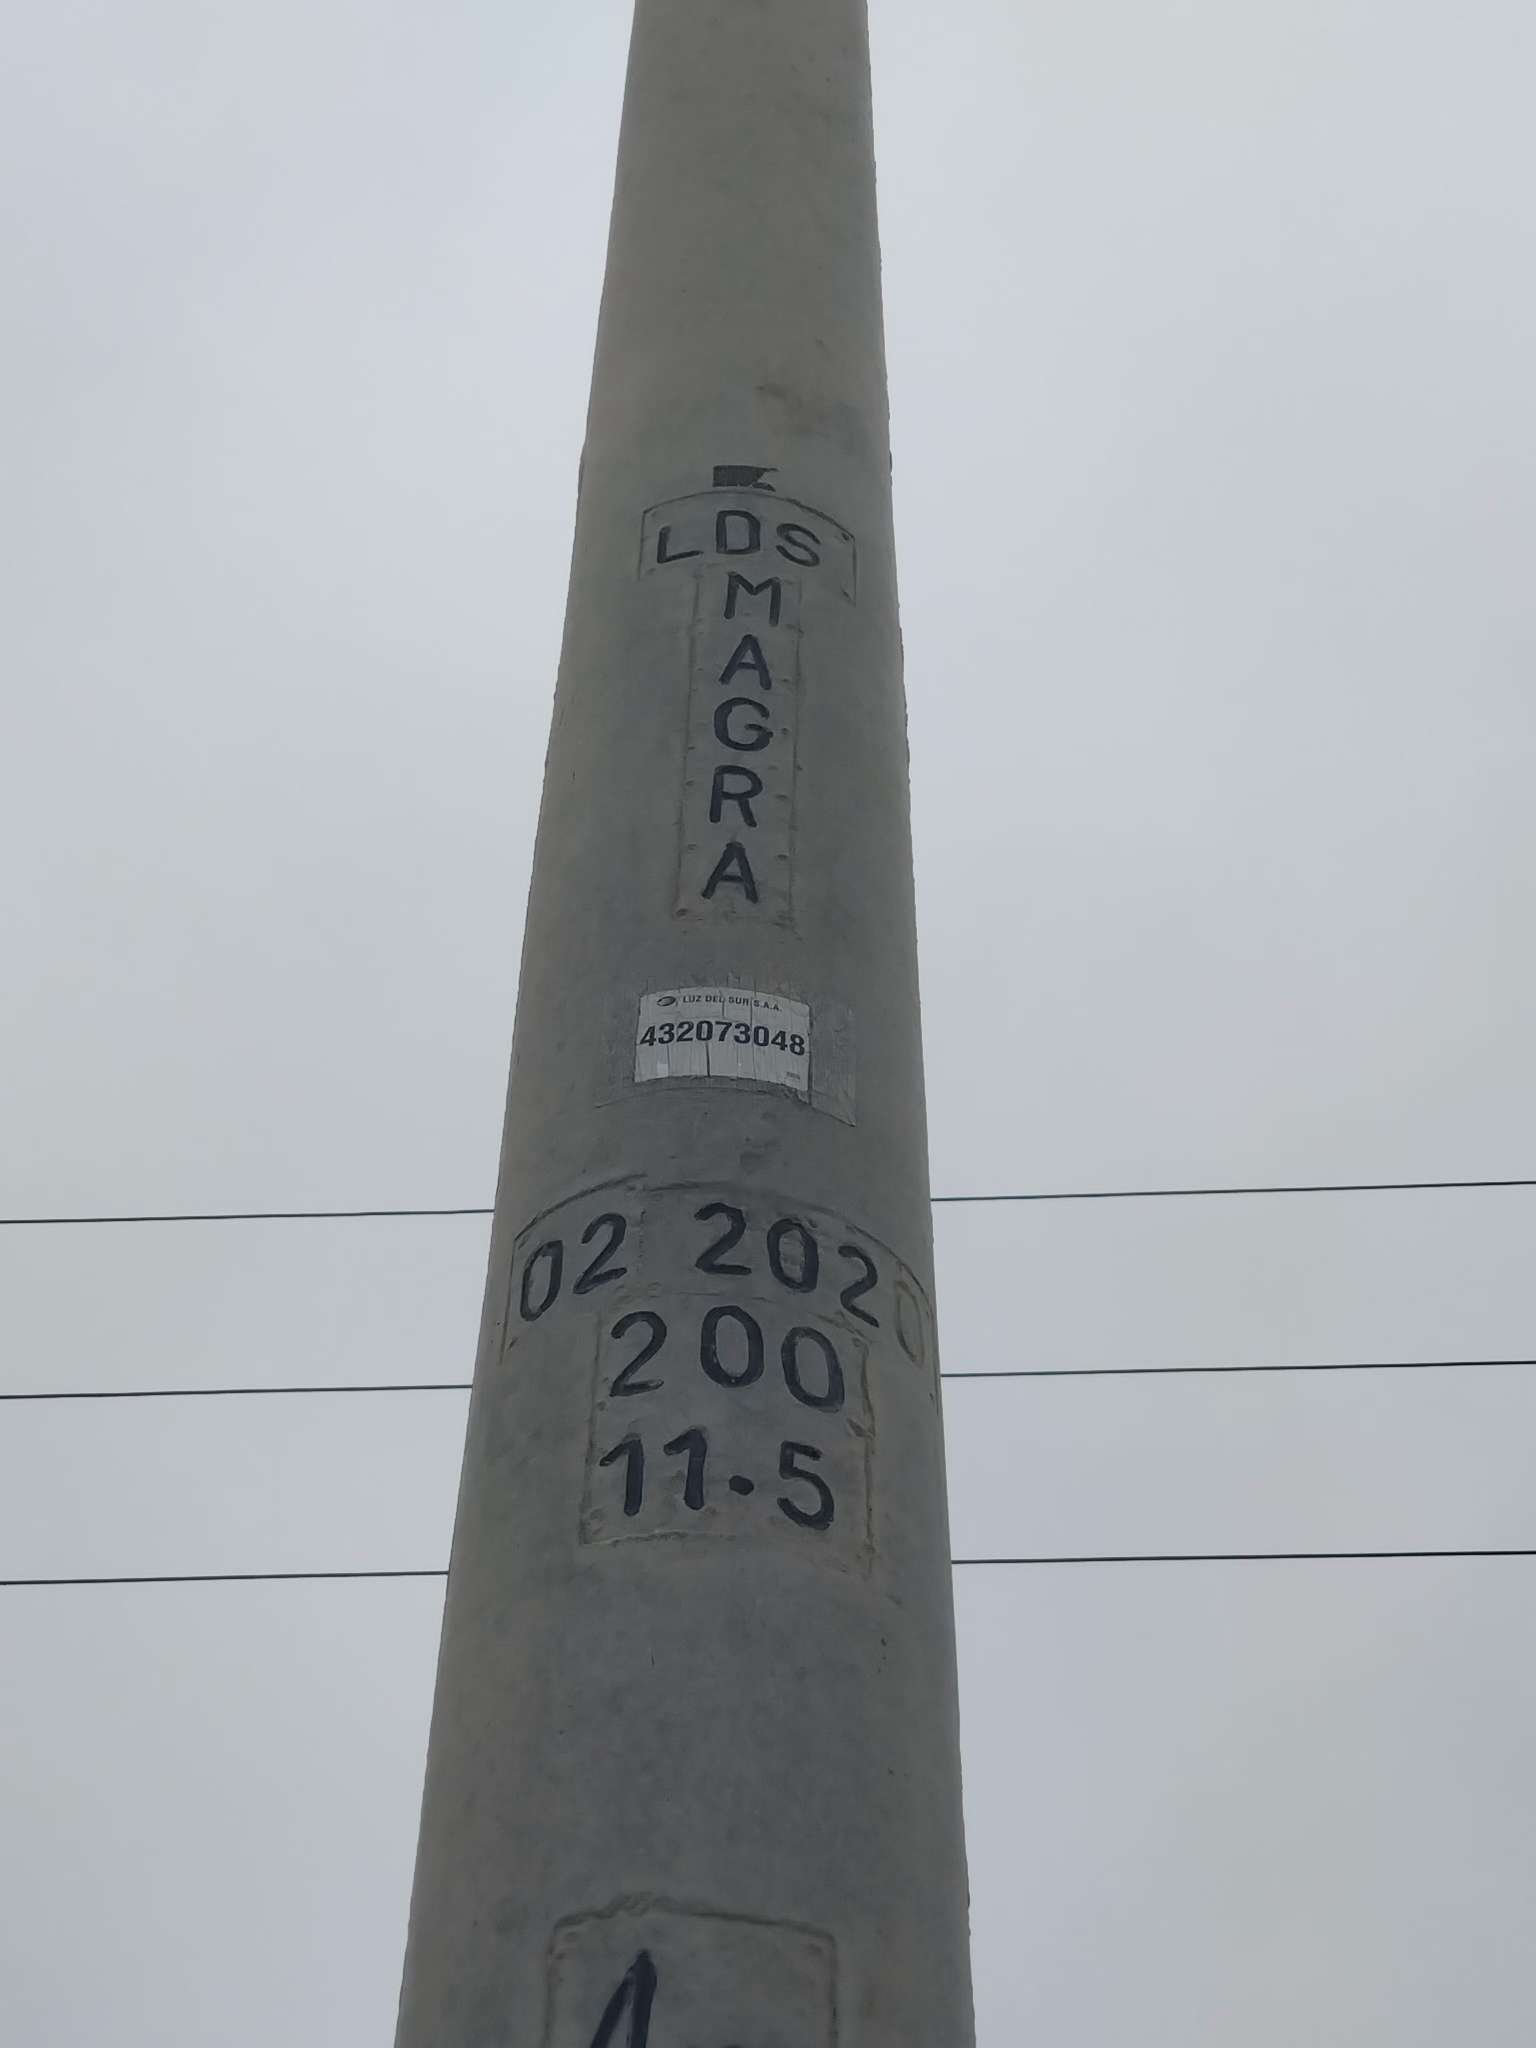 LDS
M
A
G
R
A
LUZ DEL SUR S.A.A.
432073048
02 2020
200
11.5